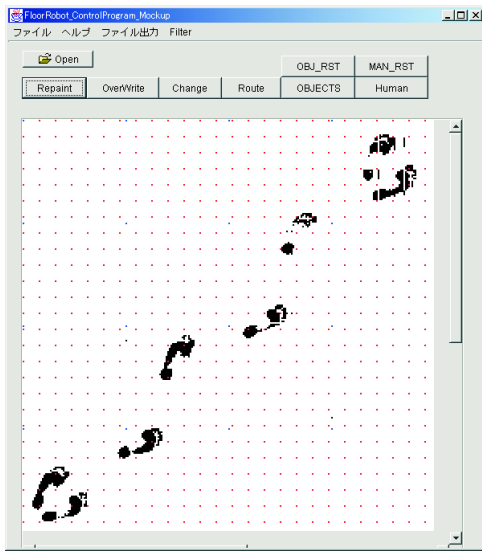 FloorRobot_ControlProgram_Mockup
ファイル ヘルプ ファイル出力 Filter
Open
OBJ_RST MAN_RST
Repaint OverWrite Change Route OBJECTS Human